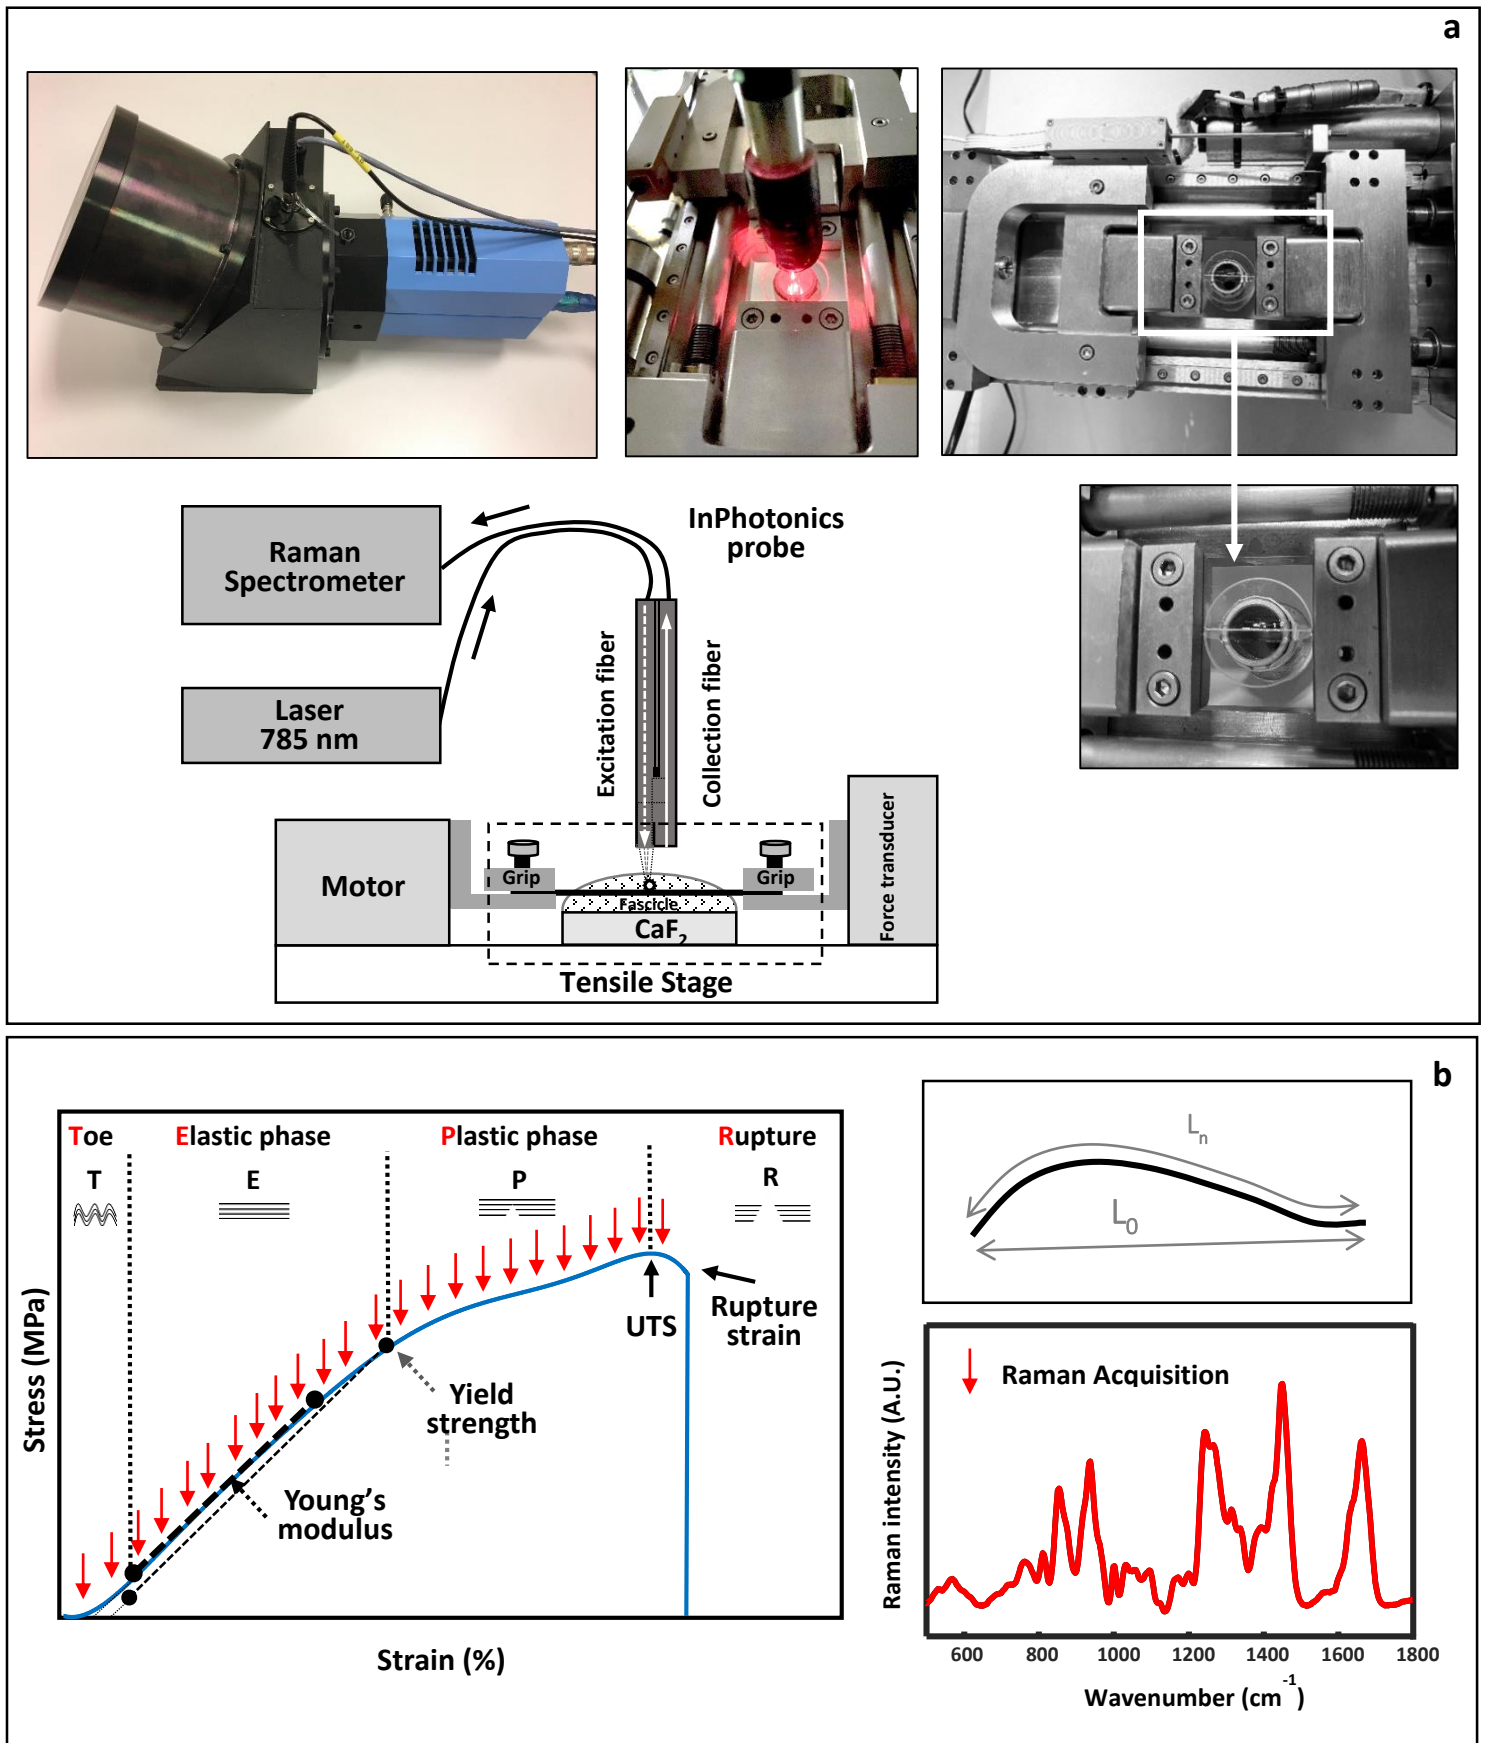 a
Raman
Spectrometer
InPhotonics
probe
Laser
785 nm
Excitation fiber
Collection fiber
Motor
Grip
Grip
Fascicle
CaF2
Force transducer
Tensile Stage
b
Toe
Elastic phase
Plastic phase
Rupture
T
E
P
R
UTS
Rupture
strain
Yield
strength
Young's
modulus
Stress (MPa)
Strain (%)
Ln
L0
Raman Acquisition
Raman intensity (A.U.)
600 800 1000 1200 1400 1600 1800
Wavenumber (cm-1)